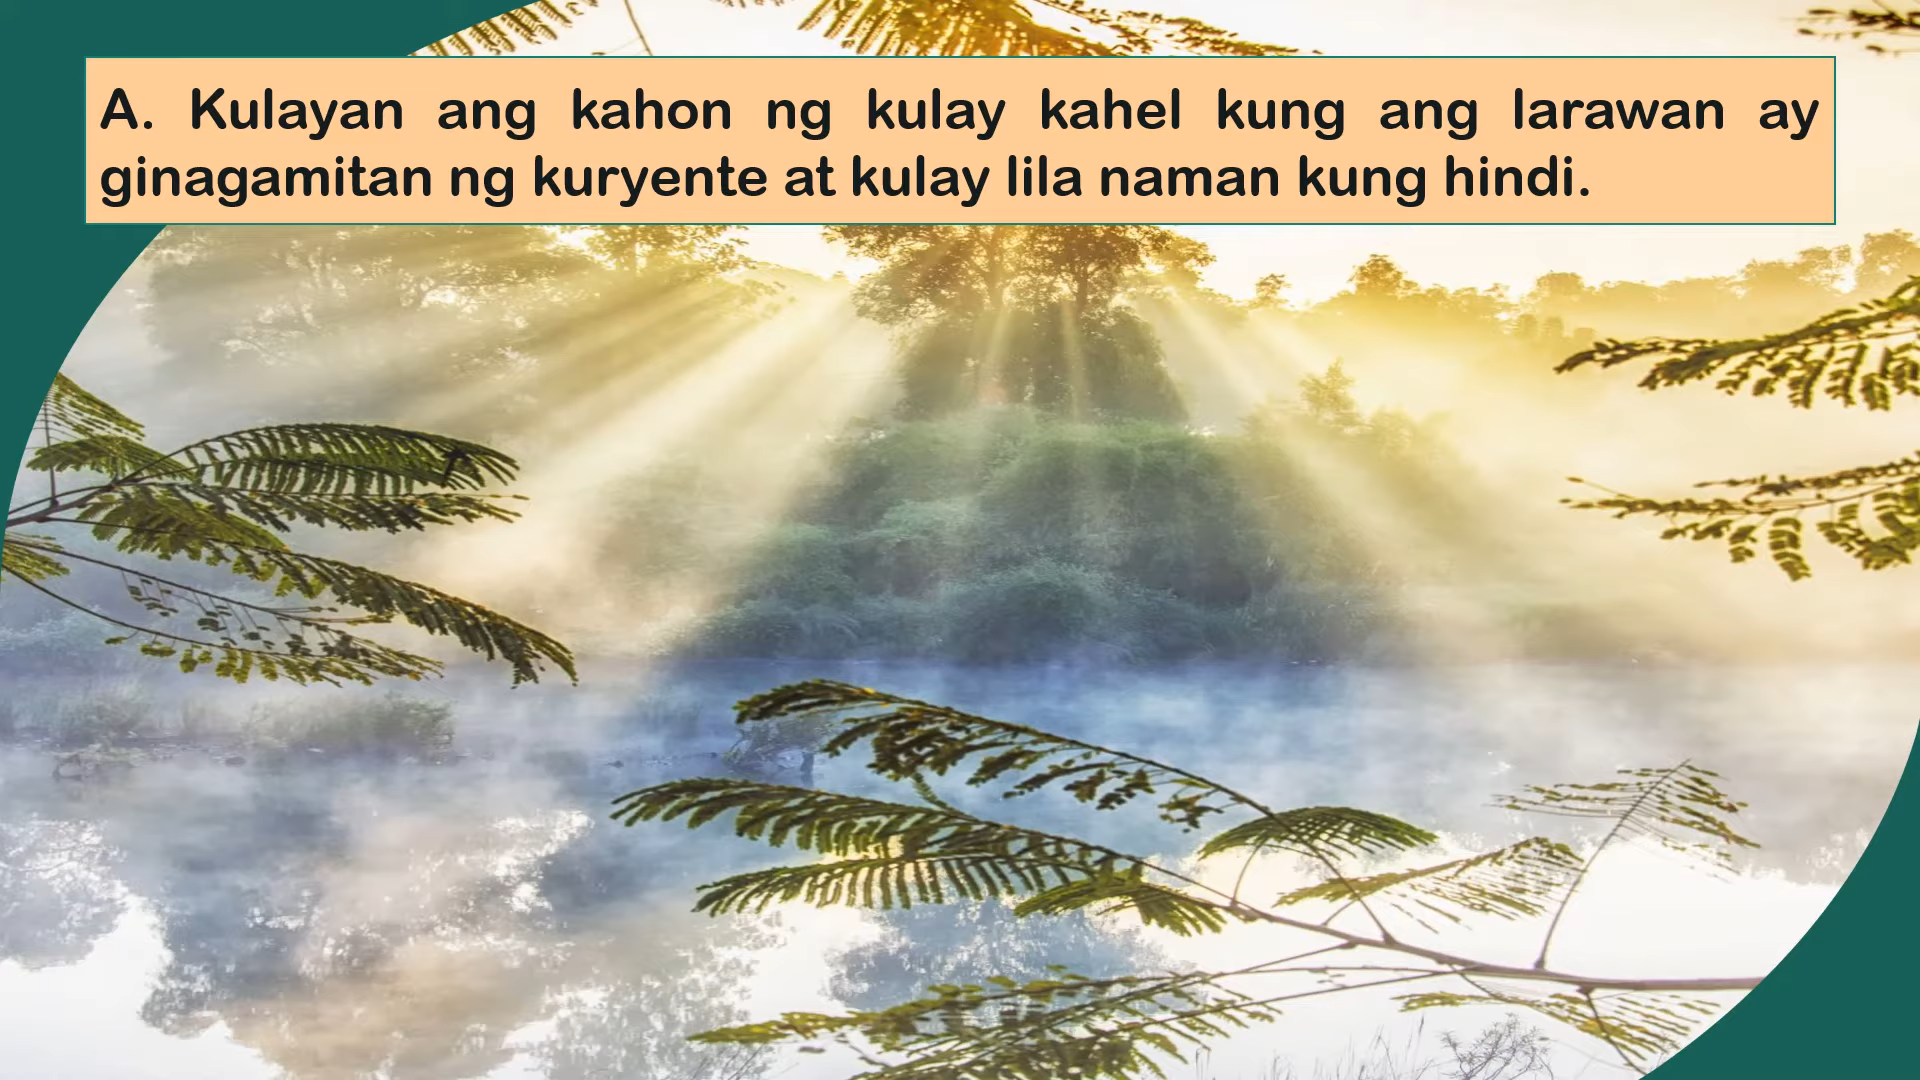 A. Kulayan ang kahon ng kulay kahel kung ang larawan ay
ginagamitan ng kuryente at kulay lila naman kung hindi.